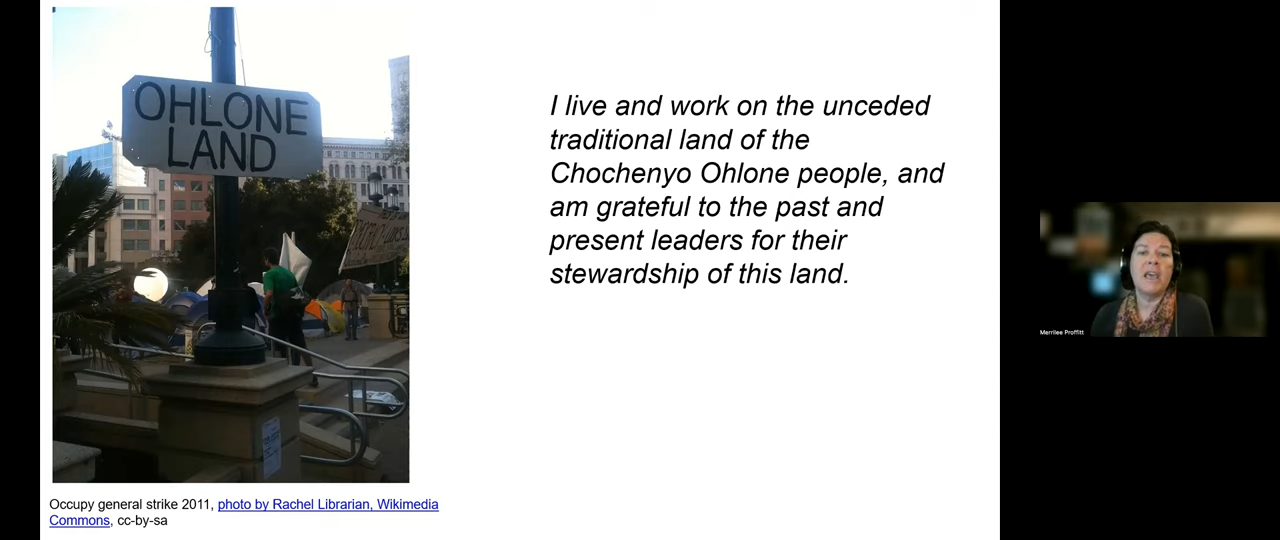 OHLONE
LAND
I live and work on the unceded
traditional land of the
Chochenyo Ohlone people, and
am grateful to the past and
present leaders for their
stewardship of this land.
Merrilee Proffitt
Occupy general strike 2011, photo by Rachel Librarian, Wikimedia
Commons, cc-by-sa